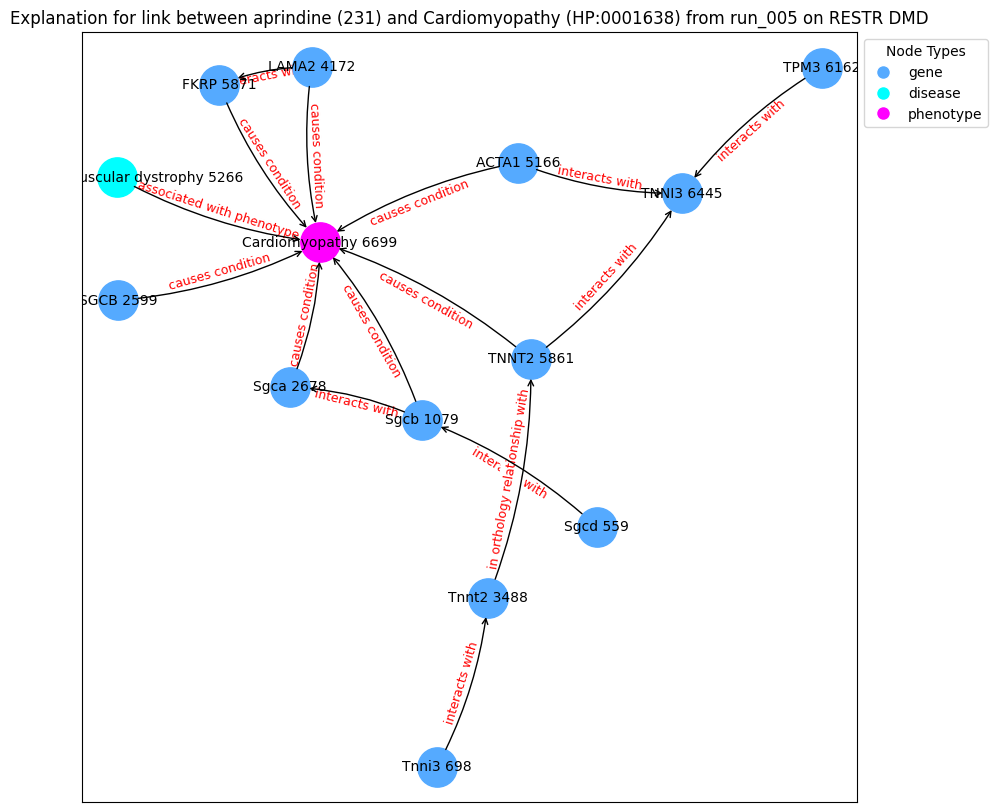 Explanation for link between aprindine (231) and Cardiomyopathy (HP:0001638) from run_005 on RESTR DMD
Node Types
gene
disease
phenotype
LAMA2 4172
FKRP 5871
TPM3 6162
interacts with
causes condition
causes condition
interacts with
ACTA1 5166
interacts with
uscular dystrophy 5266
associated with phenotype
causes condition
TNNI3 6445
Cardiomyopathy 6699
causes condition
SGCB 2599
causes condition
causes condition
causes condition
interacts with
TNNT2 5861
Sgca 2678
interacts with
Sgcb 1079
in orthology relationship with
interacts with
Sgcd 559
Tnnt2 3488
interacts with
Tnni3 698